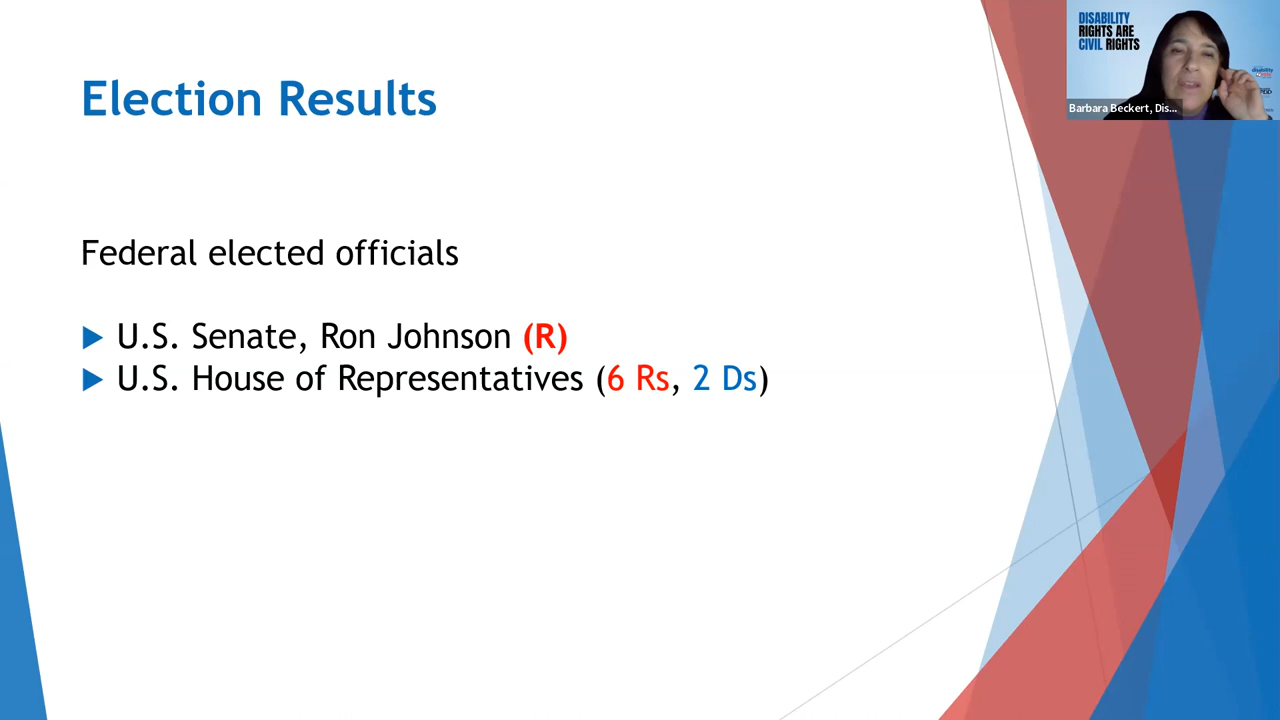 Election Results
Federal elected officials
U.S. Senate, Ron Johnson (R)
U.S. House of Representatives (6 Rs, 2 Ds)
DISABILITY
RIGHTS ARE
CIVIL RIGHTS
disability
Barbara Beckert, Dis...